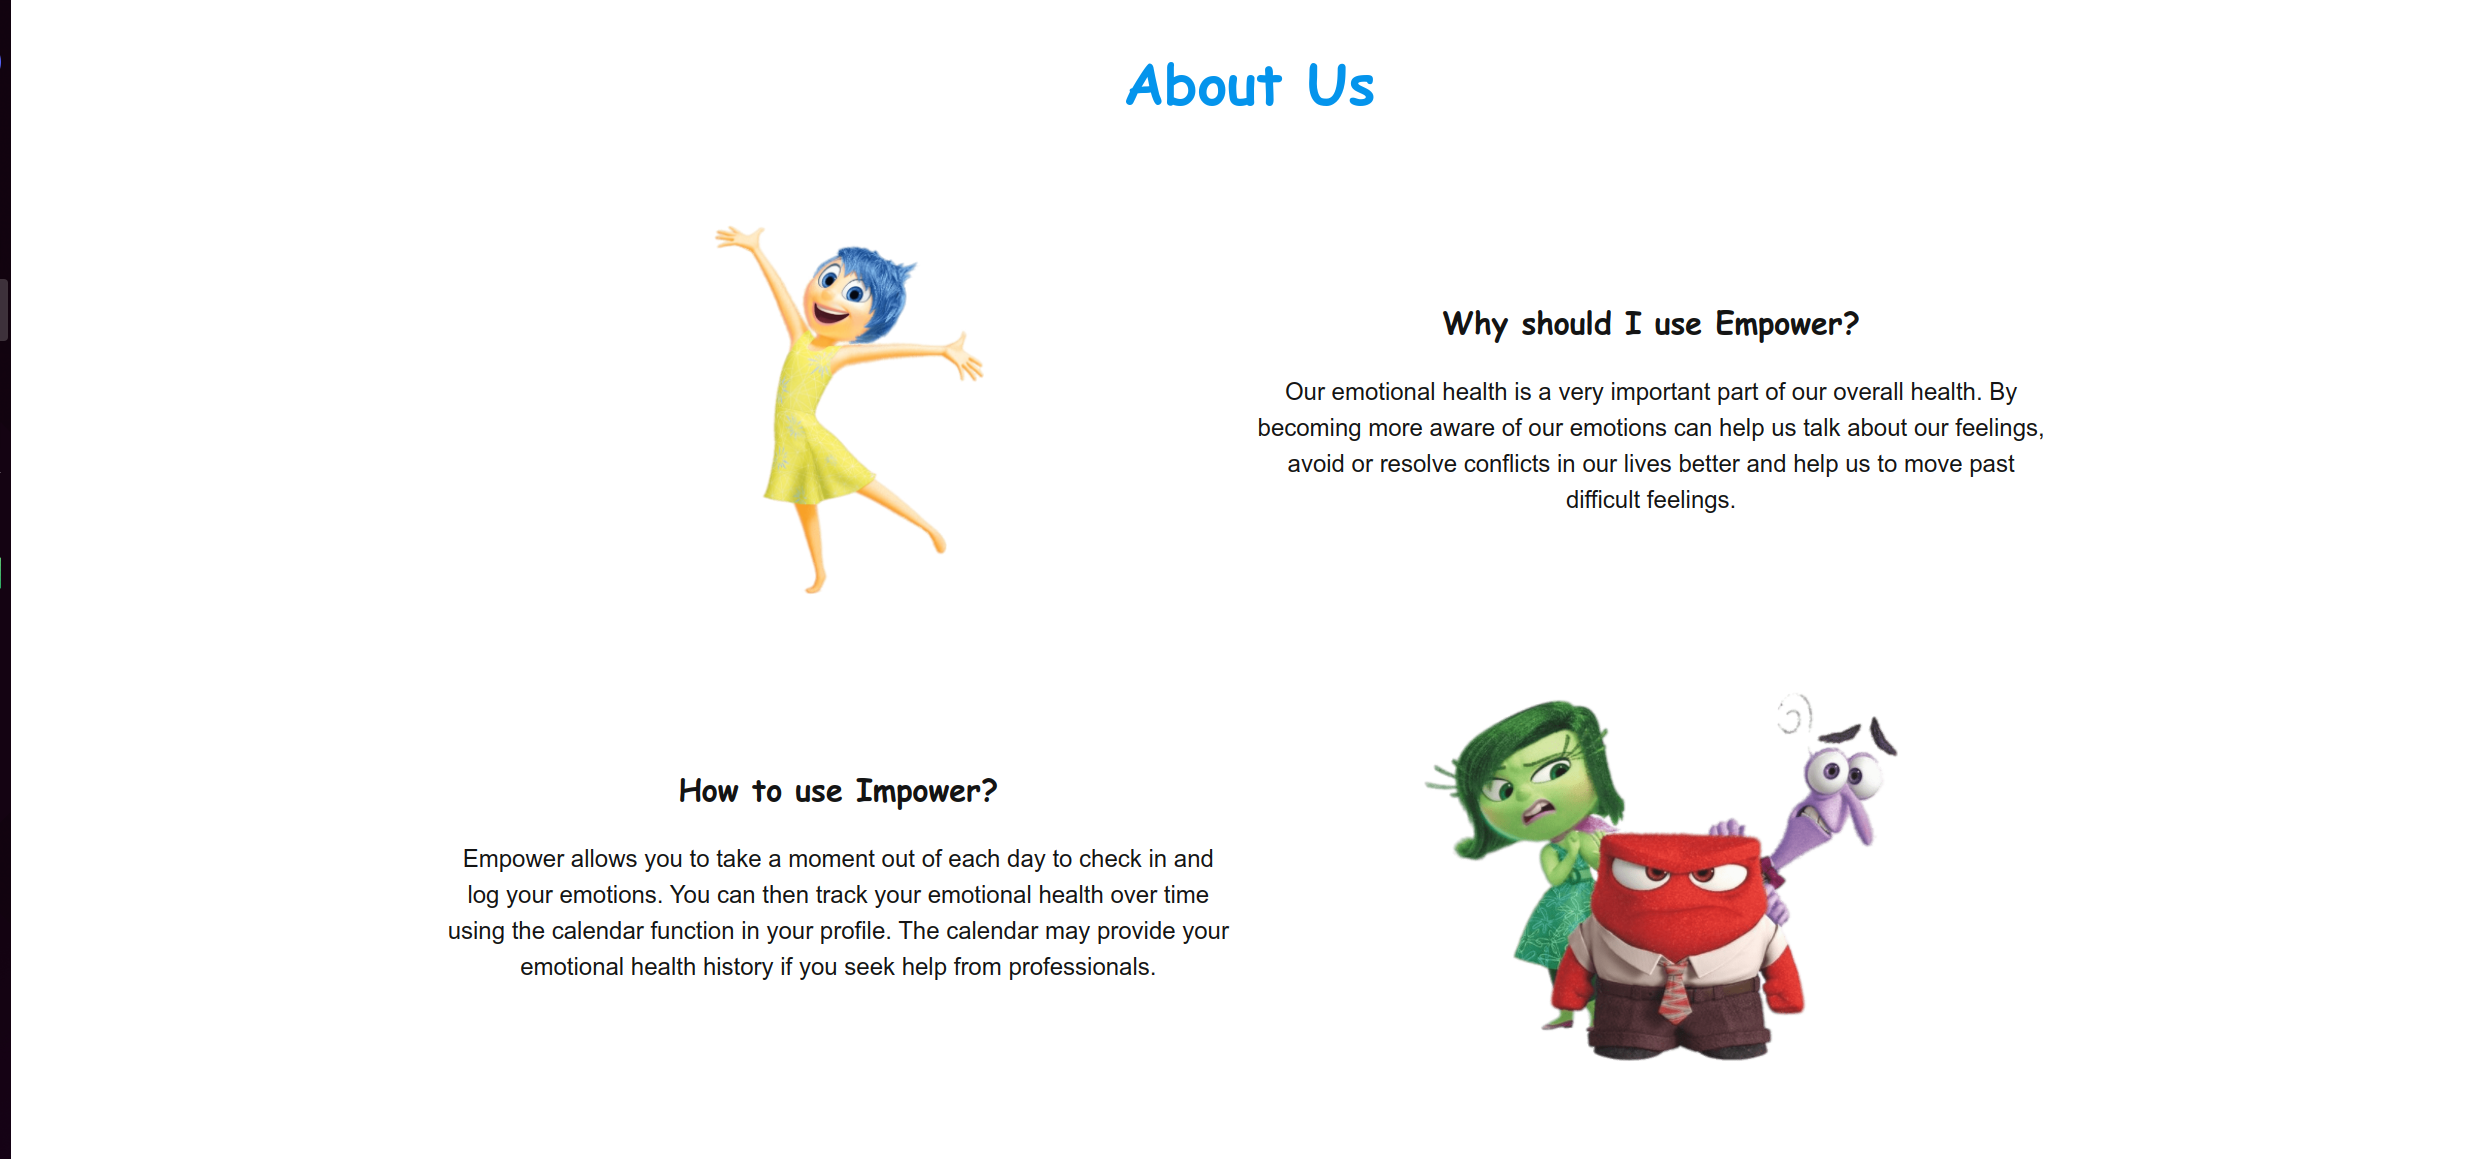 About Us
Why should I use Empower?
Our emotional health is a very important part of our overall health. By
becoming more aware of our emotions can help us talk about our feelings,
avoid or resolve conflicts in our lives better and help us to move past
difficult feelings.
How to use Impower?
Empower allows you to take a moment out of each day to check in and
log your emotions. You can then track your emotional health over time
using the calendar function in your profile. The calendar may provide your
emotional health history if you seek help from professionals.